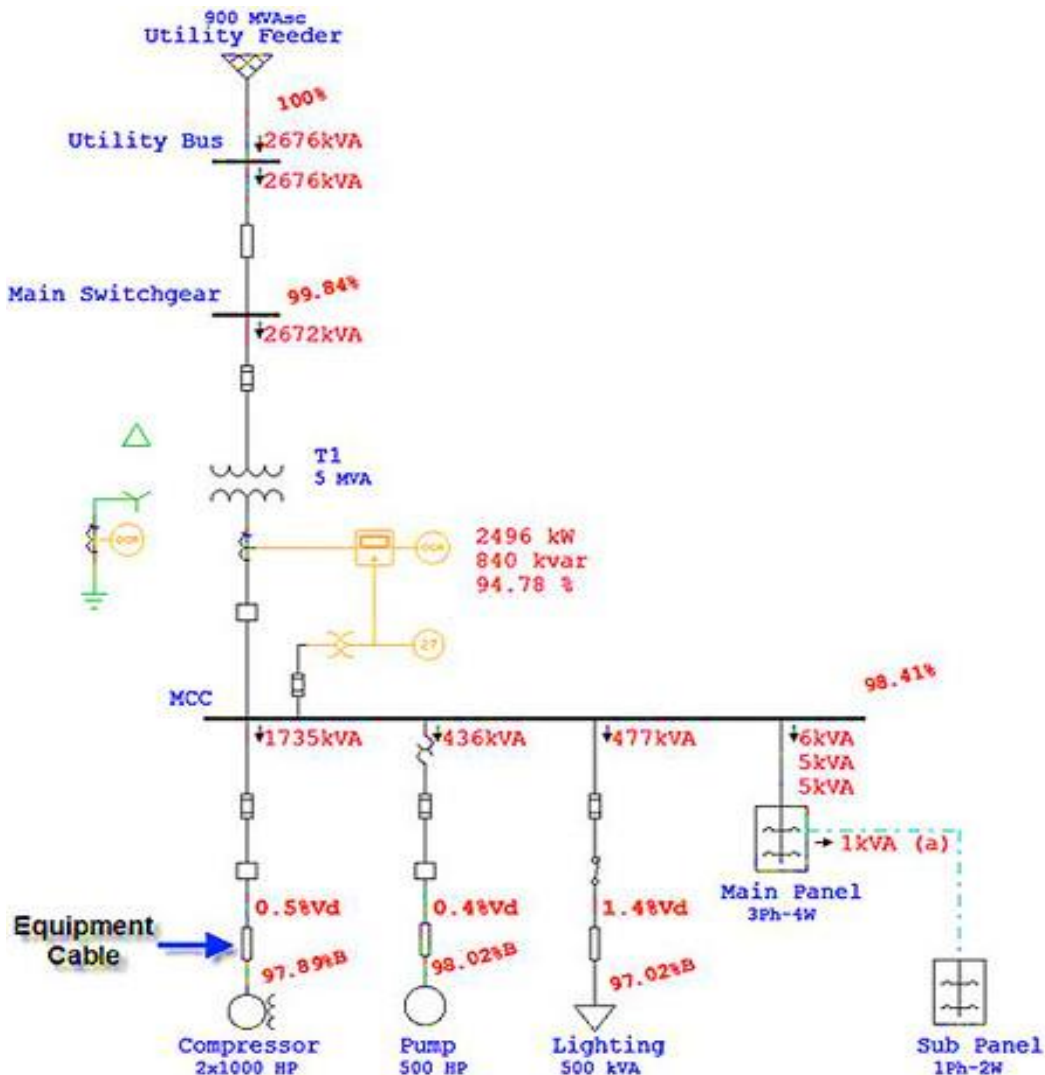 900 MVAsc
Utility Feeder
100%
Utility Bus
2676kVA
2676kVA
Main Switchgear
99.84%
2672kVA
T1
5 MVA
OCR
OCR
2496 kW
840 kvar
94.78 %
27
98.41%
MCC
1735kVA
436kVA
477kVA
6kVA
5kVA
5kVA
1kVA (a)
Main Panel
3Ph-4W
0.5%Vd
0.4%Vd
1.4%Vd
Equipment
Cable
97.89%B
98.02%B
97.02%B
Compressor
2x1000 HP
Pump
500 HP
Lighting
500 kVA
Sub Panel
1Ph-2W